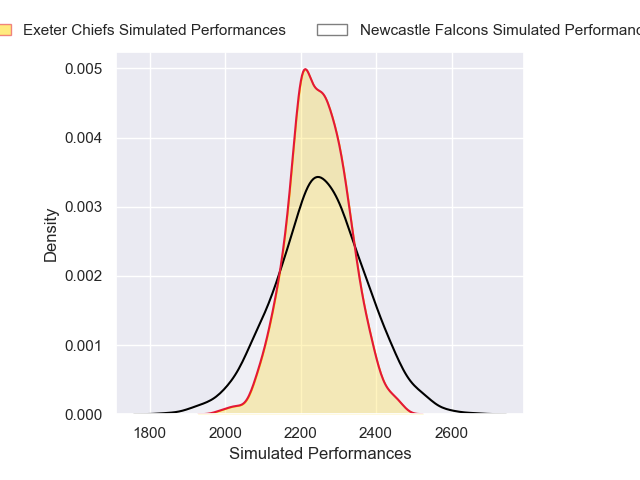 Exeter Chiefs Simulated Performances
Newcastle Falcons Simulated
0.005
0.004
0.003
0.002
0.001
0.000
Density
1800 2000 2200 2400 2600
Simulated Performances